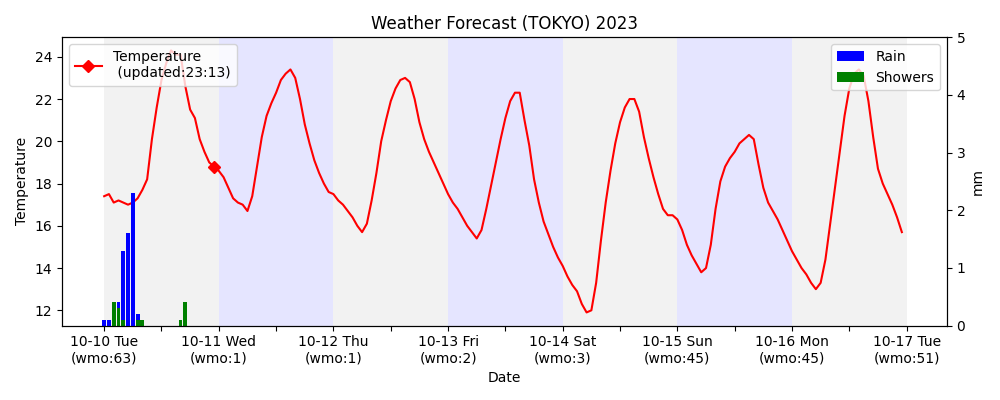 Weather Forecast (TOKYO) 2023
Temperature
(updated:23:13)
Rain
Showers
24
22
20
18
16
14
12
Temperature
5
4
3
2
1
0
mm
10-10 Tue
(wmo:63)
10-11 Wed
(wmo:1)
10-12 Thu
(wmo:1)
10-13 Fri
(wmo:2)
10-14 Sat
(wmo:3)
10-15 Sun
(wmo:45)
10-16 Mon
(wmo:45)
10-17 Tue
(wmo:51)
Date